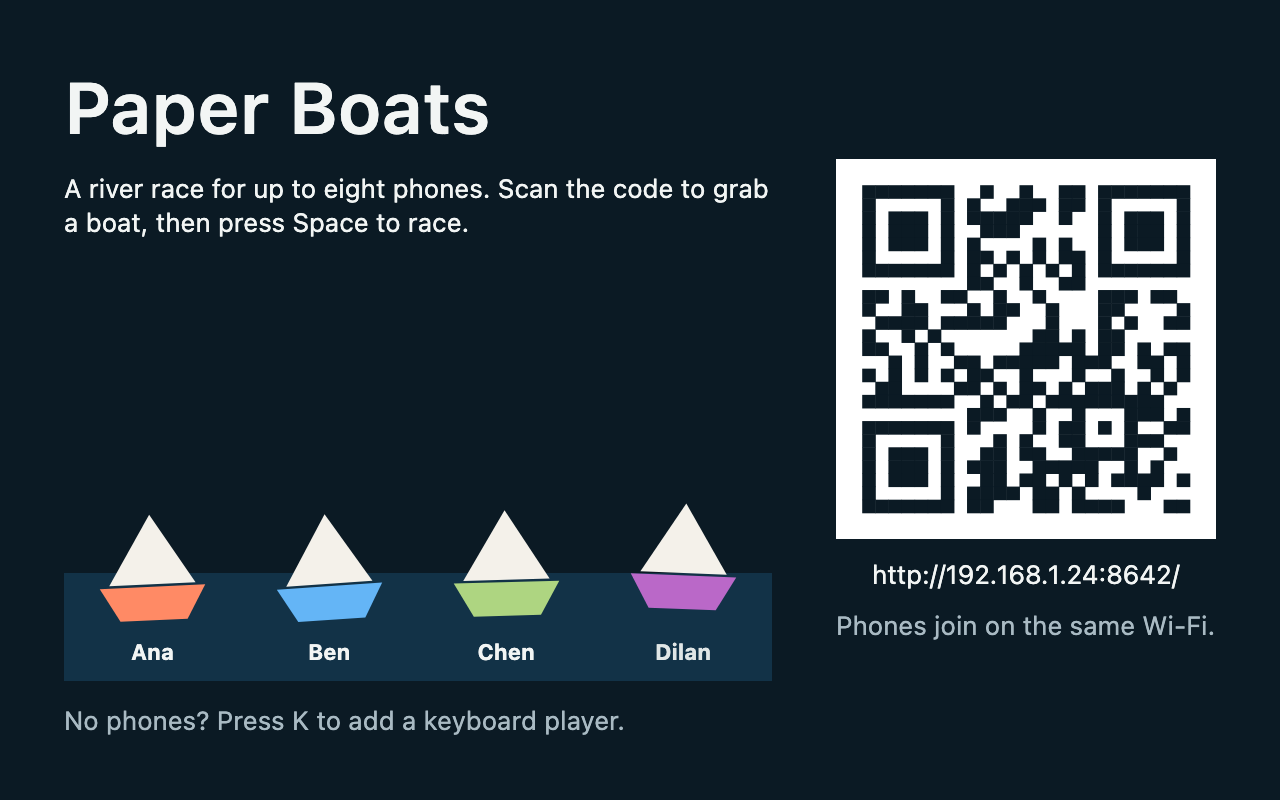 Paper Boats
A river race for up to eight phones. Scan the code to grab
a boat, then press Space to race.
Ana
Ben
Chen
Dilan
No phones? Press K to add a keyboard player.
http://192.168.1.24:8642/
Phones join on the same Wi-Fi.